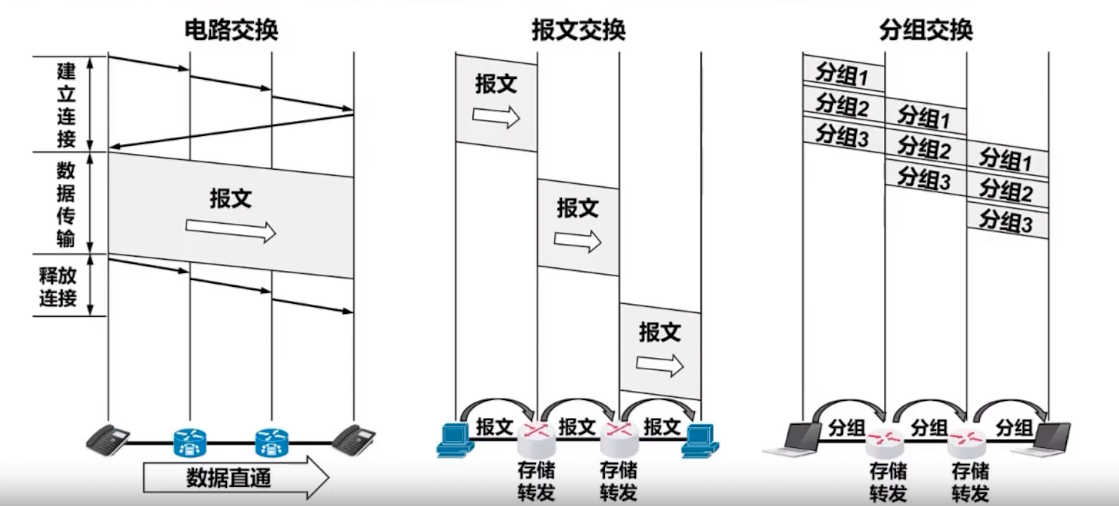 电路交换
建立连接
数据传输
释放
连接
报文
数据直通
报文交换
报文
报文
报文
报文
报文
报文
存储
转发
存储
转发
分组交换
分组1
分组2
分组3
分组1
分组2
分组3
分组1
分组2
分组3
分组
分组
分组
存储
转发
存储
转发